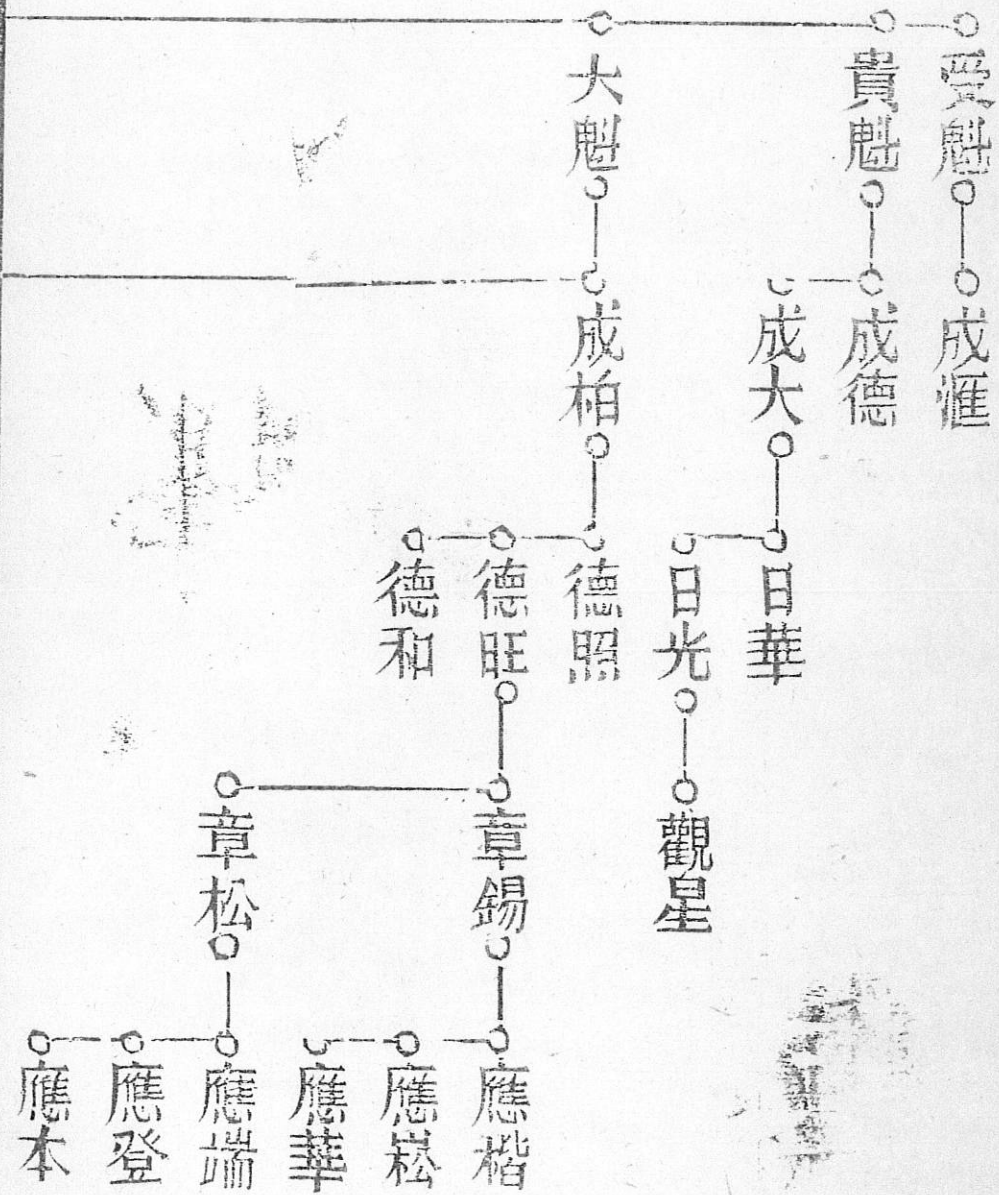 受魁
貴魁
大魁
成滙
成德
成大
成柏
日華
日光
德照
德旺
德和
觀星
章錫
章松
應楷
應崧
應華
應端
應登
應本